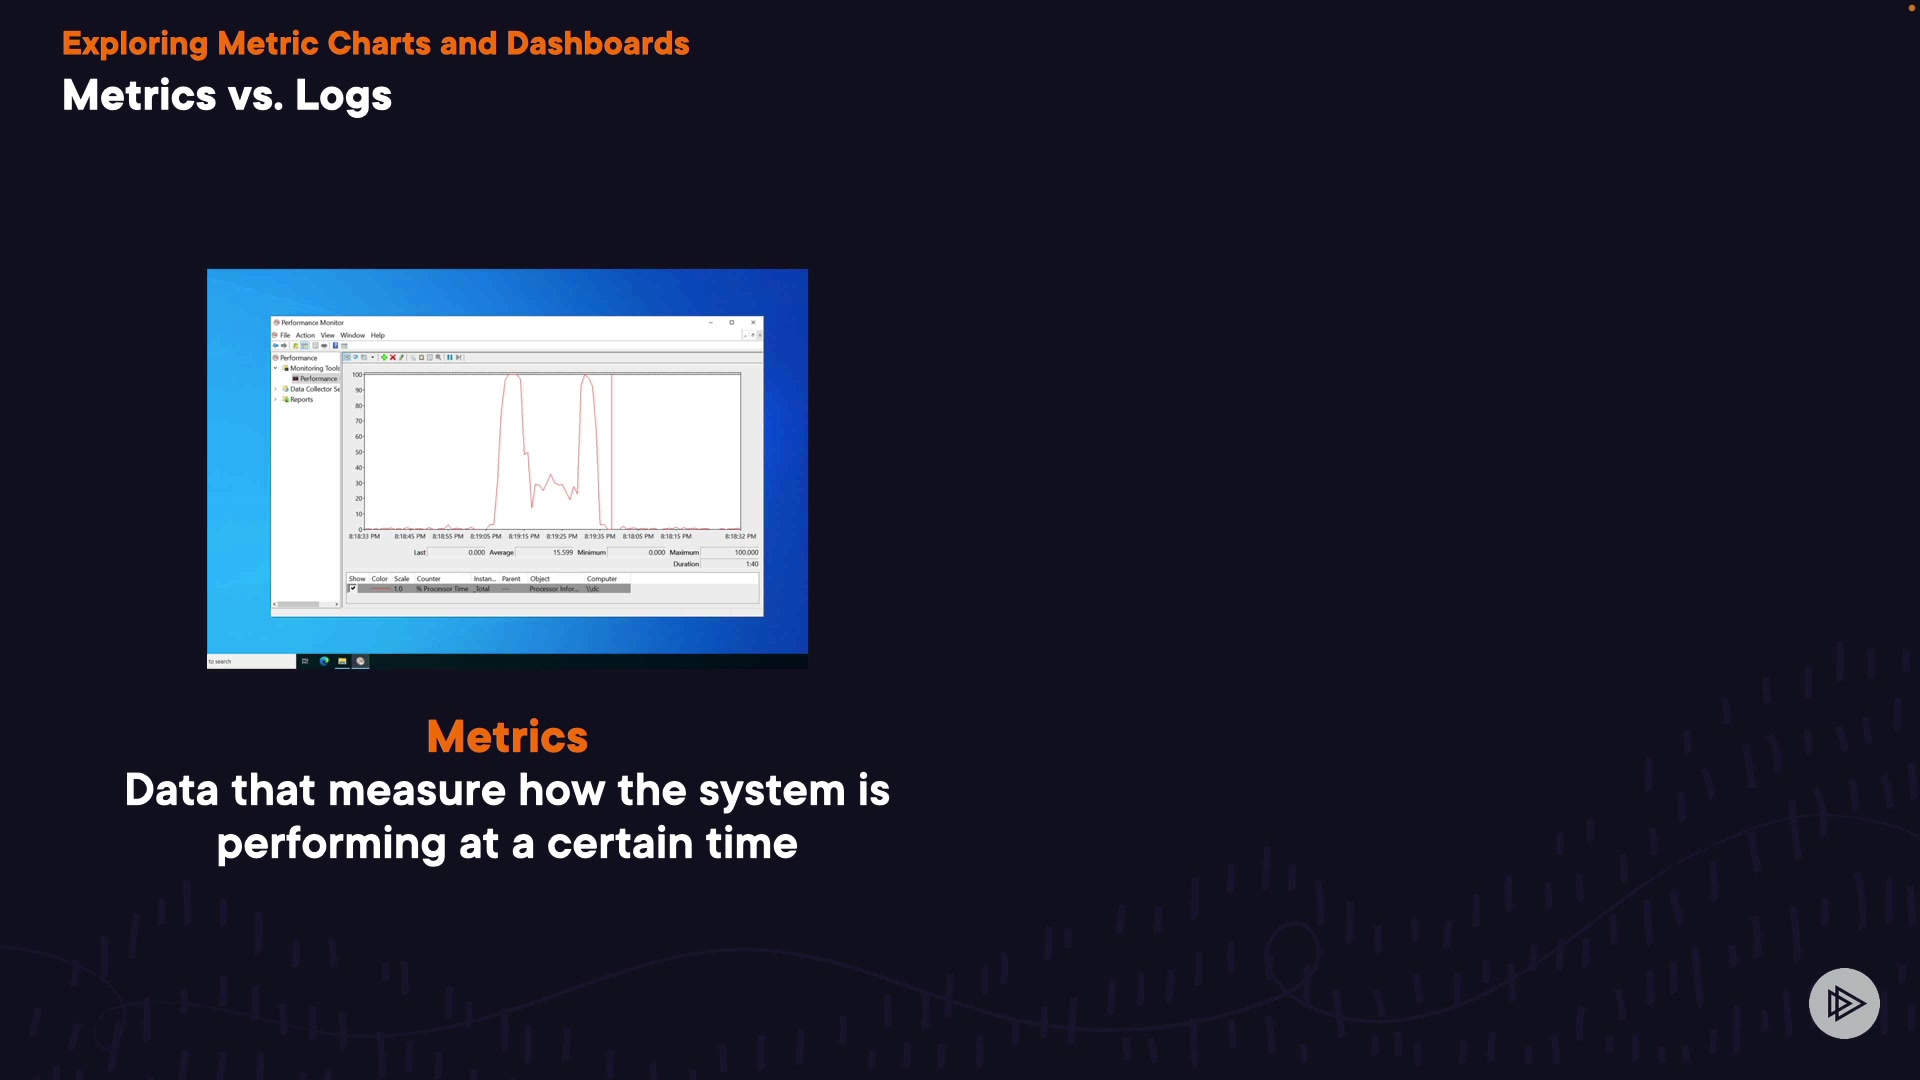 Exploring Metric Charts and Dashboards
Metrics vs. Logs
Performance Monitor
File Action View Window Help
Performance
Monitoring Tools
Performance
Data Collector Se
Reports
100
90
80
70
60
50
40
30
20
10
0
8:18:33 PM 8:18:45 PM 8:18:55 PM 8:19:05 PM 8:19:15 PM 8:19:25 PM 8:19:35 PM 8:18:05 PM 8:18:15 PM 8:18:32 PM
Last 0.000 Average 15.599 Minimum 0.000 Maximum 100.000
Duration 1:40
Show Color Scale Counter Instan... Parent Object Computer
1.0 % Processor Time _Total --- Processor Infor... \\dc
to search
Metrics
Data that measure how the system is
performing at a certain time